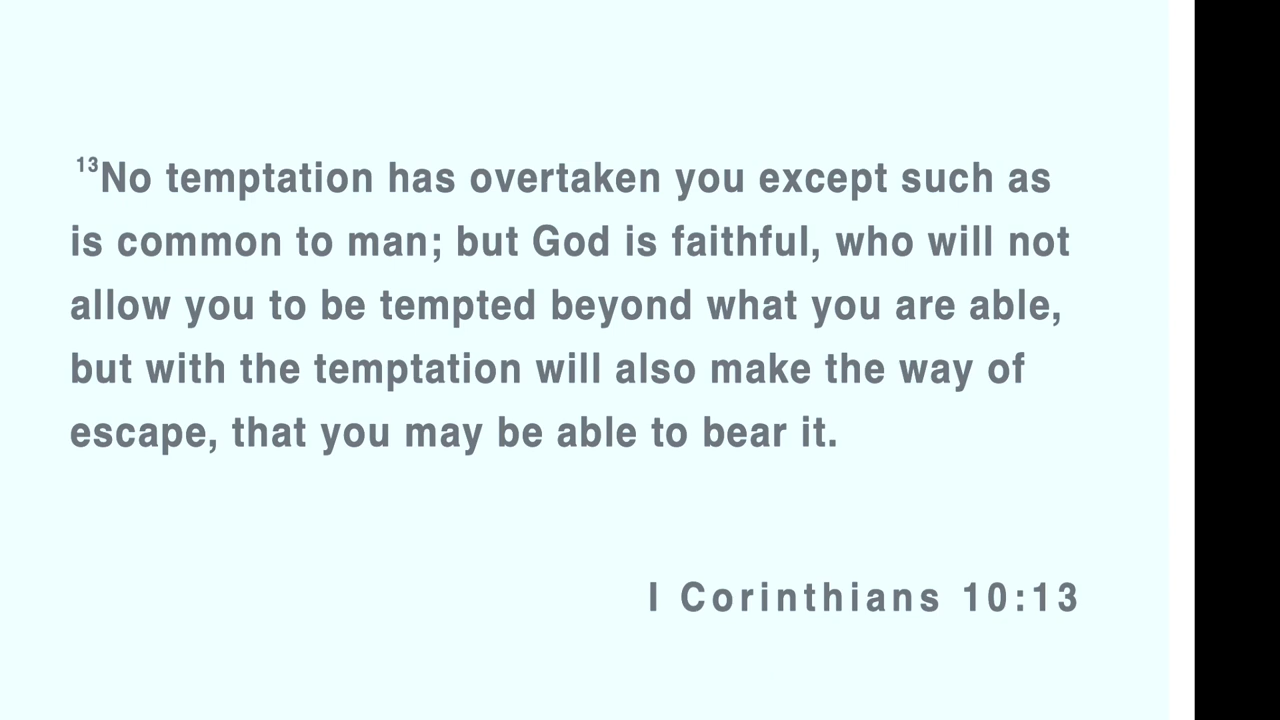 13No temptation has overtaken you except such as
is common to man; but God is faithful, who will not
allow you to be tempted beyond what you are able,
but with the temptation will also make the way of
escape, that you may be able to bear it.
I Corinthians 10:13